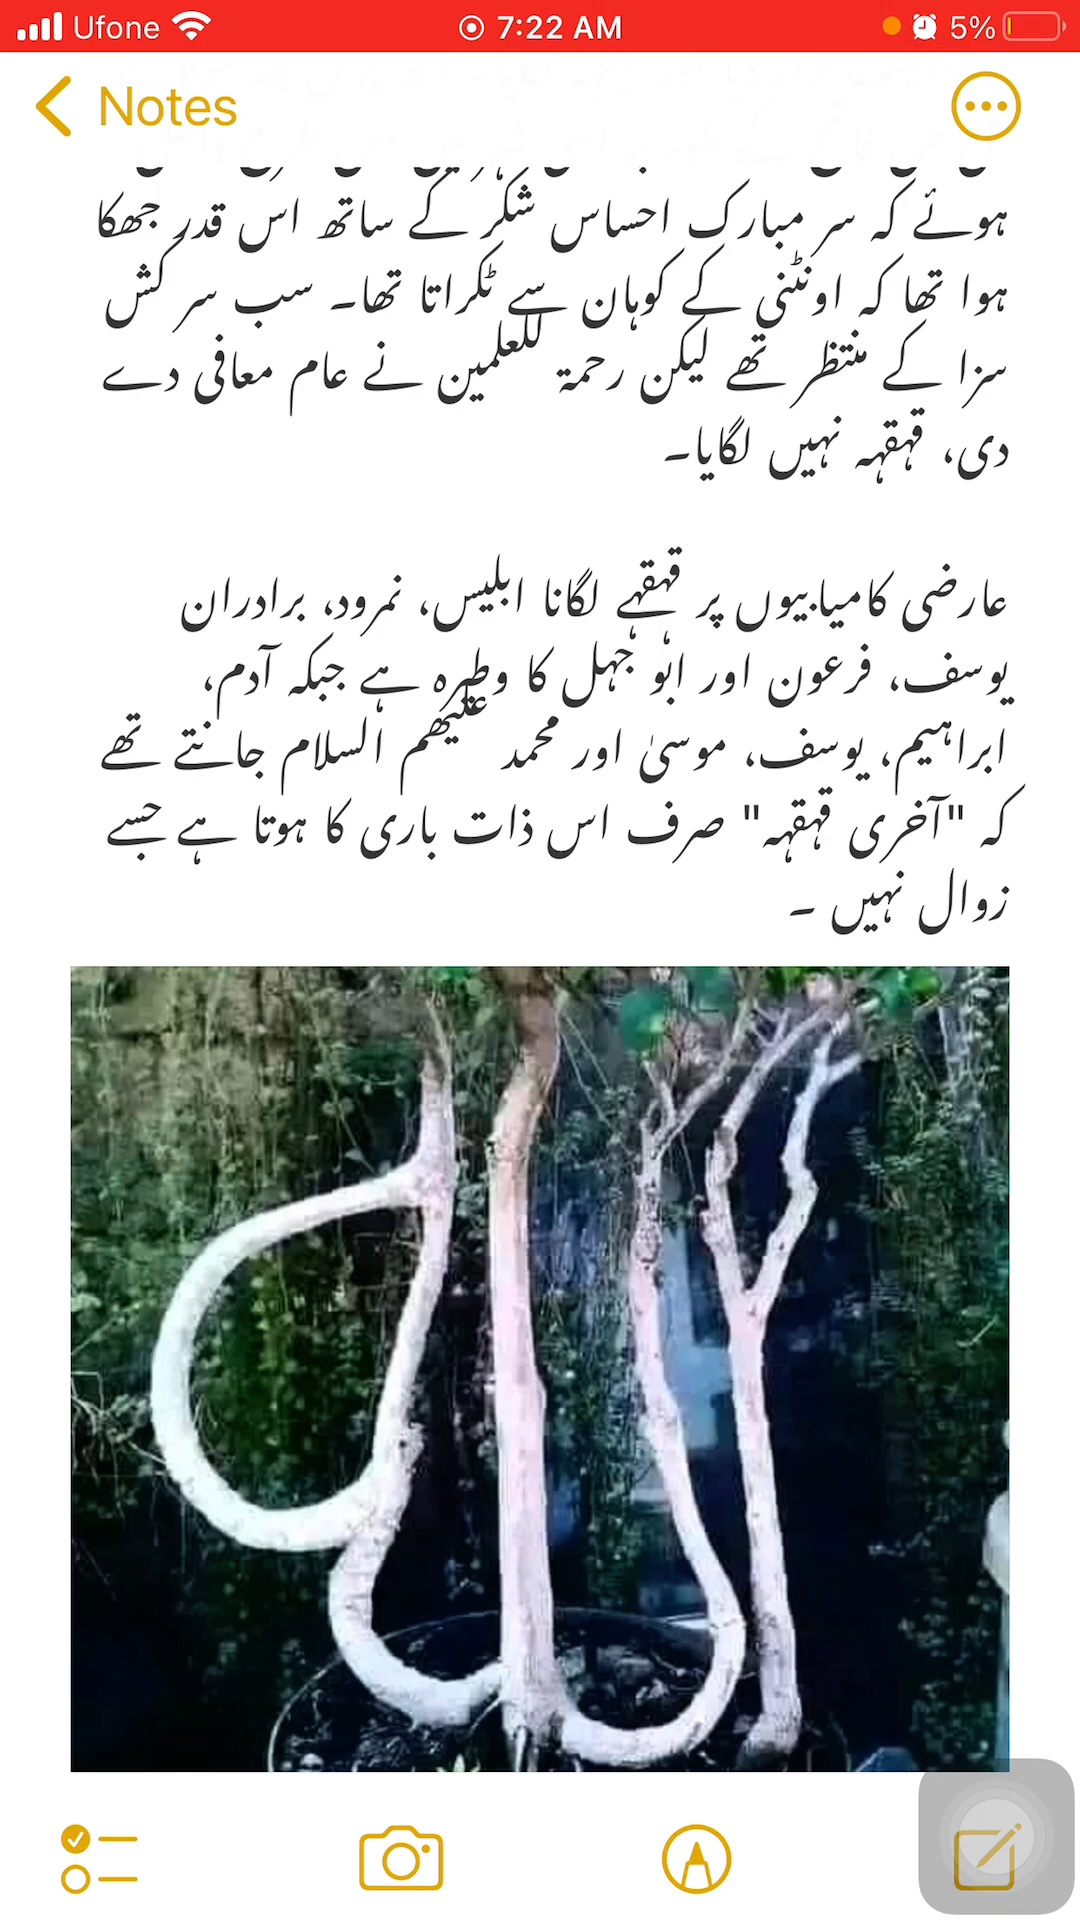 Ufone
7:22 AM
5%
Notes
ہوئے کہ سر مبارک احساس شکر کے ساتھ اس قدر جھکا
ہوا تھا کہ اونٹنی کے کوہان سے ٹکراتا تھا۔ سب سرکش
سزا کے منتظر تھے لیکن رحمۃ للعلمین نے عام معافی دے
دی، قہقہہ نہیں لگایا۔
عارضی کامیابیوں پر قہقہے لگانا ابلیس، نمرود، برادران
یوسف، فرعون اور ابو جہل کا وطیرہ ہے جبکہ آدم،
ابراہیم، یوسف، موسیٰ اور محمد علیھم السلام جانتے تھے
کہ "آخری قہقہہ" صرف اس ذات باری کا ہوتا ہے جسے
زوال نہیں ۔